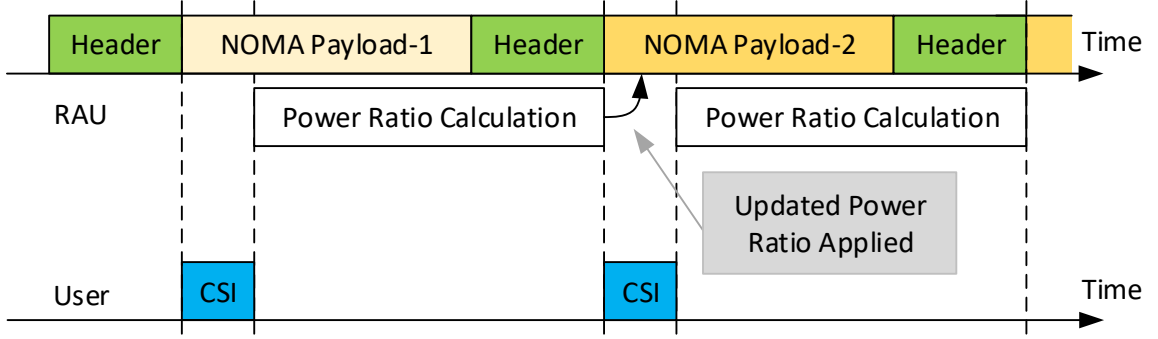 Header
NOMA Payload-1
Header
NOMA Payload-2
Header
Time
RAU
Power Ratio Calculation
Power Ratio Calculation
Updated Power
Ratio Applied
User
CSI
CSI
Time